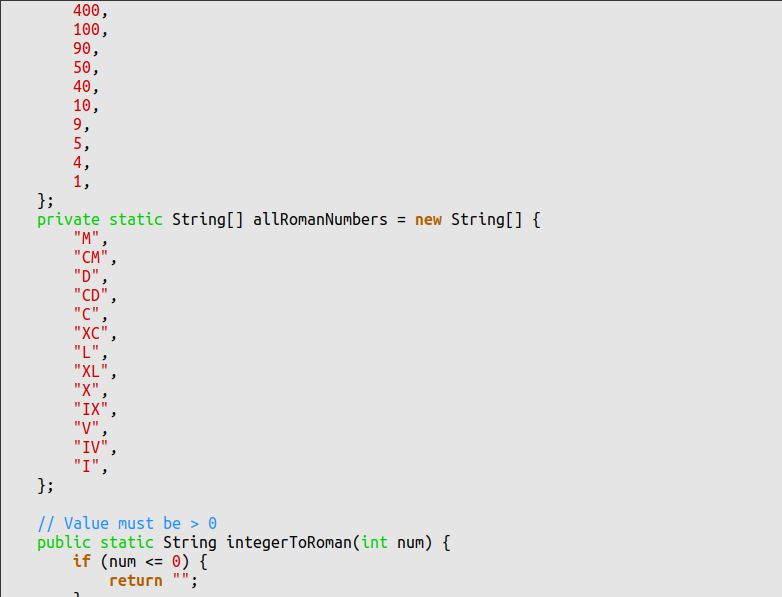 400,
100,
90,
50,
40,
10,
9,
5,
4,
1,
};
private static String[] allRomanNumbers = new String[] {
"M",
"CM",
"D",
"CD",
"C",
"XC",
"L",
"XL",
"X",
"IX",
"V",
"IV",
"I",
};
// Value must be > 0
public static String integerToRoman(int num) {
if (num <= 0) {
return "";
}